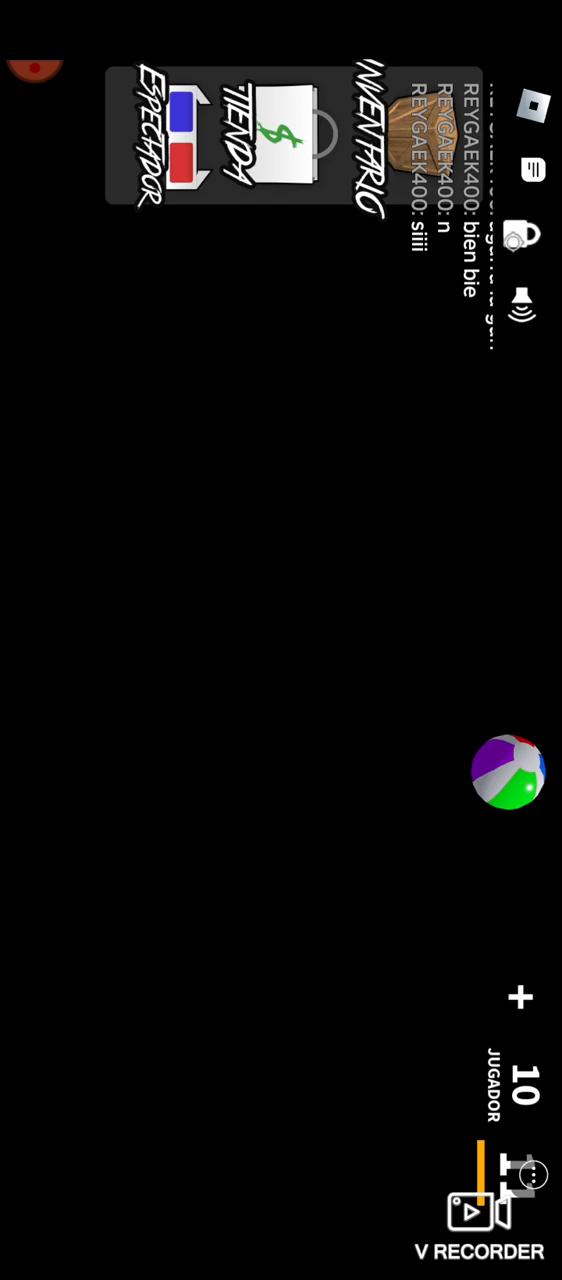 REYGAEK400: bien bie
REYGAEK400: n
REYGAEK400: siiii
INVENTARIO
TIENDA
$
ESPECTADOR
+
10
JUGADOR
V RECORDER